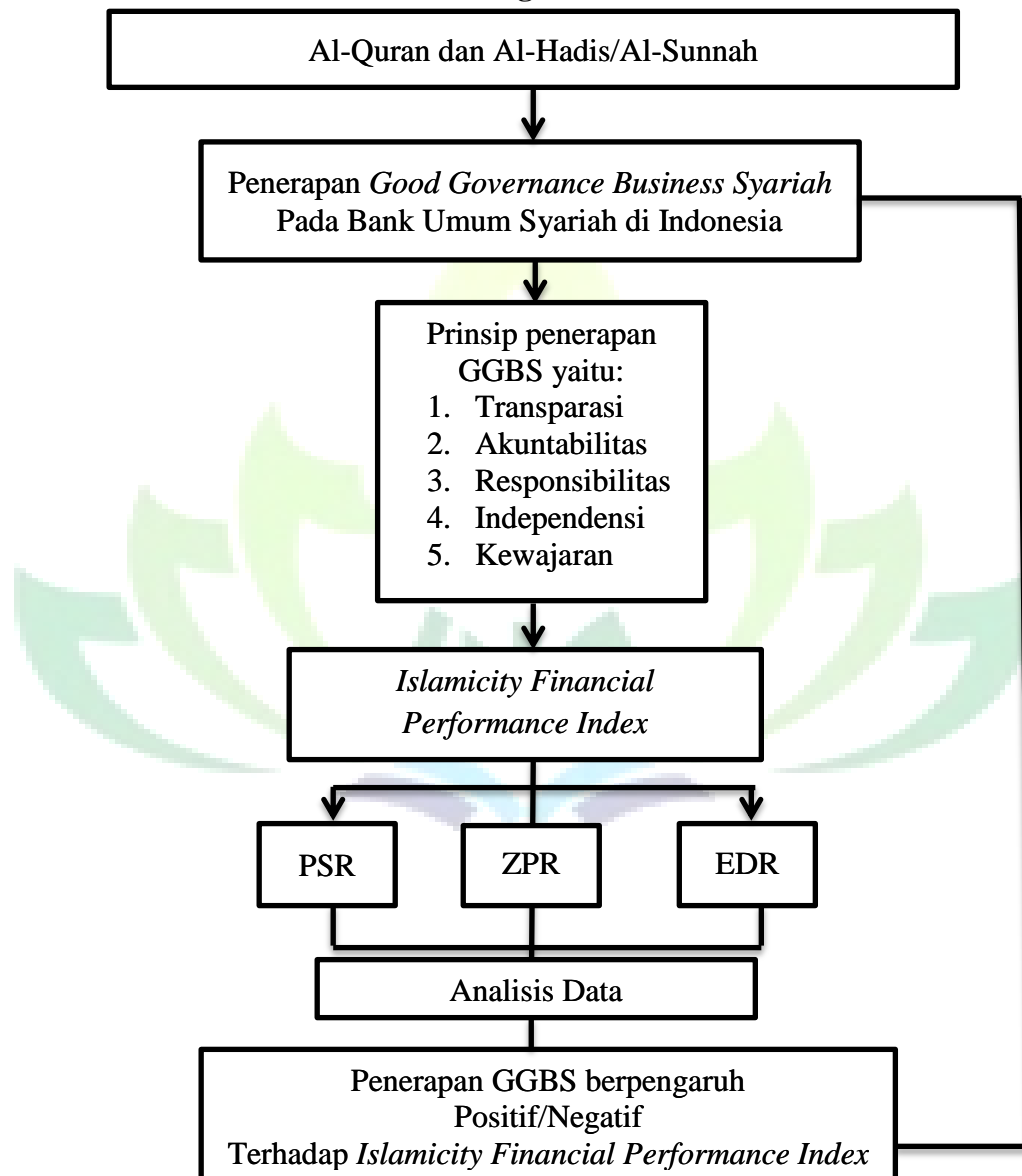 Al-Quran dan Al-Hadis/Al-Sunnah
Penerapan Good Governance Business Syariah
Pada Bank Umum Syariah di Indonesia
Prinsip penerapan
GGBS yaitu:
1. Transparasi
2. Akuntabilitas
3. Responsibilitas
4. Independensi
5. Kewajaran
Islamicity Financial
Performance Index
PSR
ZPR
EDR
Analisis Data
Penerapan GGBS berpengaruh
Positif/Negatif
Terhadap Islamicity Financial Performance Index